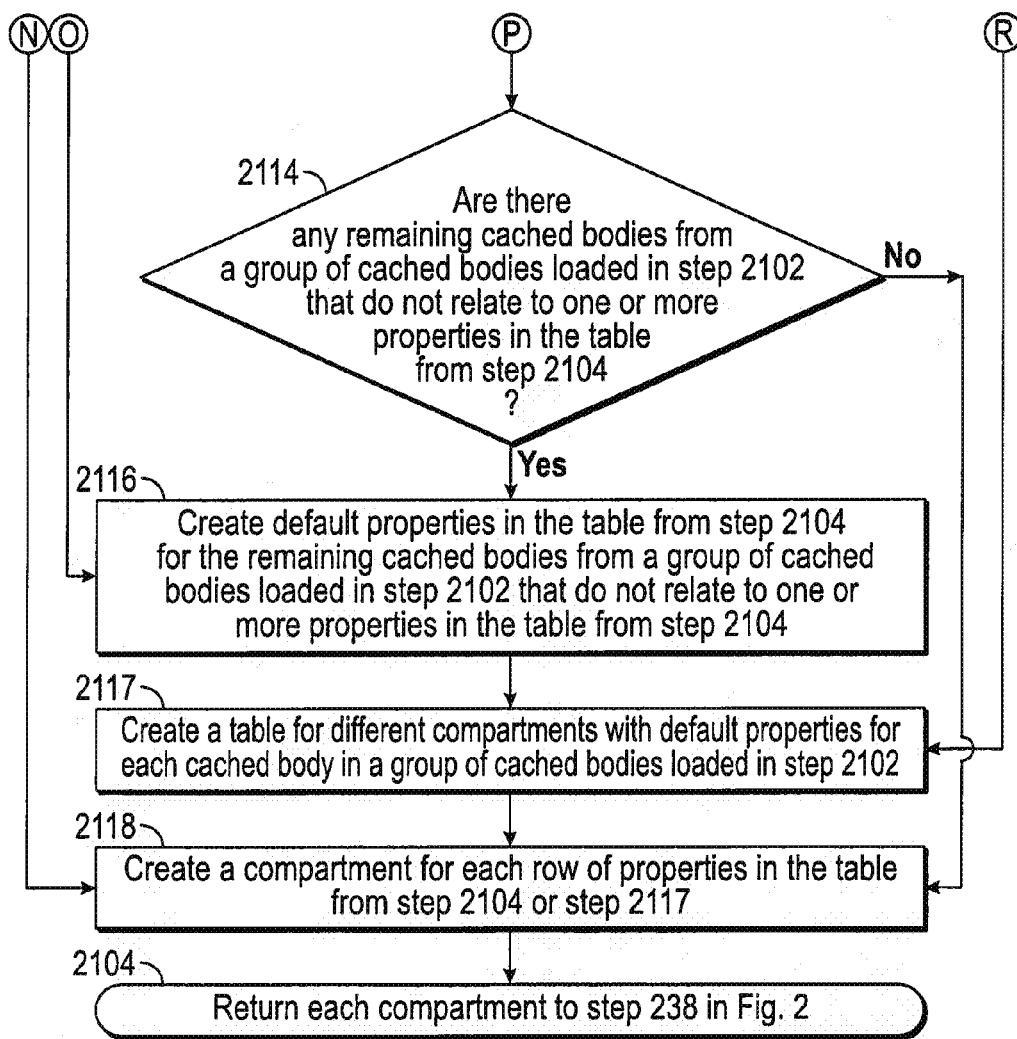 N O P R
2114
Are there
any remaining cached bodies from
a group of cached bodies loaded in step 2102
that do not relate to one or more
properties in the table
from step 2104
?
No
Yes
2116
Create default properties in the table from step 2104
for the remaining cached bodies from a group of cached
bodies loaded in step 2102 that do not relate to one or
more properties in the table from step 2104
2117
Create a table for different compartments with default properties for
each cached body in a group of cached bodies loaded in step 2102
2118
Create a compartment for each row of properties in the table
from step 2104 or step 2117
2104
Return each compartment to step 238 in Fig. 2